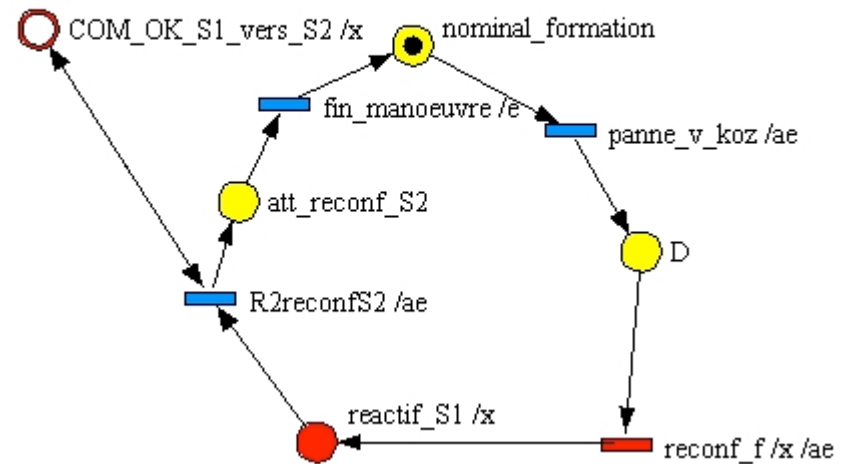 COM_OK_S1_vers_S2 /x
nominal_formation
fin_manoeuvre /e
panne_v_koz /ae
att_reconf_S2
D
R2reconfS2 /ae
reactif_S1 /x
reconf_f /x /ae